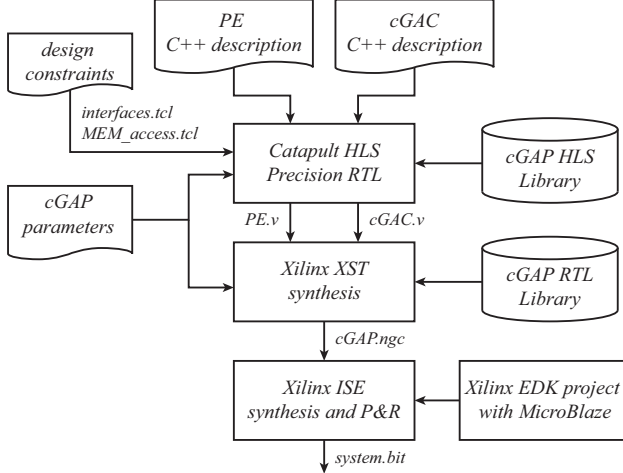 PE
C++ description
cGAC
C++ description
design
constraints
interfaces.tcl
MEM_access.tcl
Catapult HLS
Precision RTL
cGAP HLS
Library
cGAP
parameters
PE.v
cGAC.v
Xilinx XST
synthesis
cGAP RTL
Library
cGAP.ngc
Xilinx ISE
synthesis and P&R
Xilinx EDK project
with MicroBlaze
system.bit